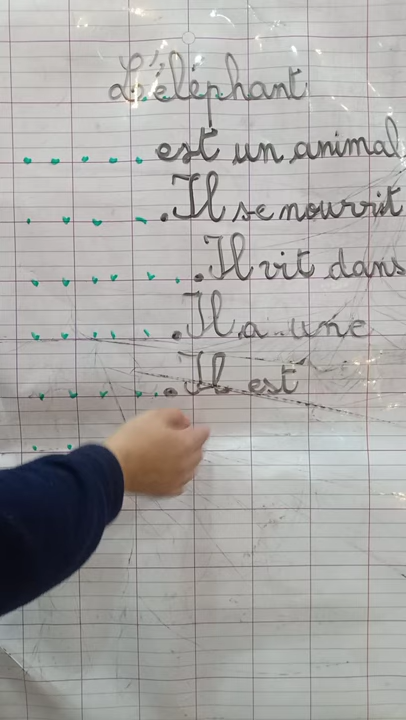 L'éléphant
..... est un animal
.... . Il se nourrit
...... . Il vit dans
..... . Il a une
..... . Il est
..